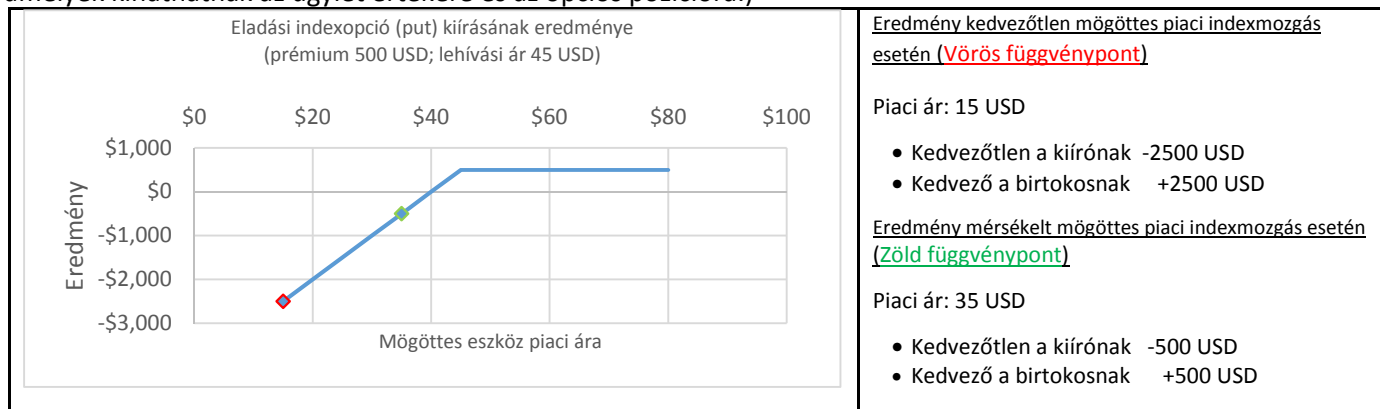 Eladási indexopció (put) kiírásának eredménye
(prémium 500 USD; lehívási ár 45 USD)
$0 $20 $40 $60 $80 $100
$1,000
$0
-$1,000
-$2,000
-$3,000
Eredmény
Mögöttes eszköz piaci ára
Eredmény kedvezőtlen mögöttes piaci indexmozgás
esetén (Vörös függvénypont)
Piaci ár: 15 USD
• Kedvezőtlen a kiírónak -2500 USD
• Kedvező a birtokosnak +2500 USD
Eredmény mérsékelt mögöttes piaci indexmozgás esetén
(Zöld függvénypont)
Piaci ár: 35 USD
• Kedvezőtlen a kiírónak -500 USD
• Kedvező a birtokosnak +500 USD